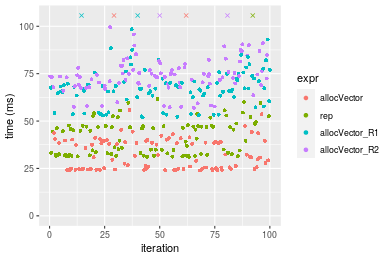 100
75
50
25
0
time (ms)
0
25
50
75
100
iteration
expr
allocVector
rep
allocVector_R1
allocVector_R2